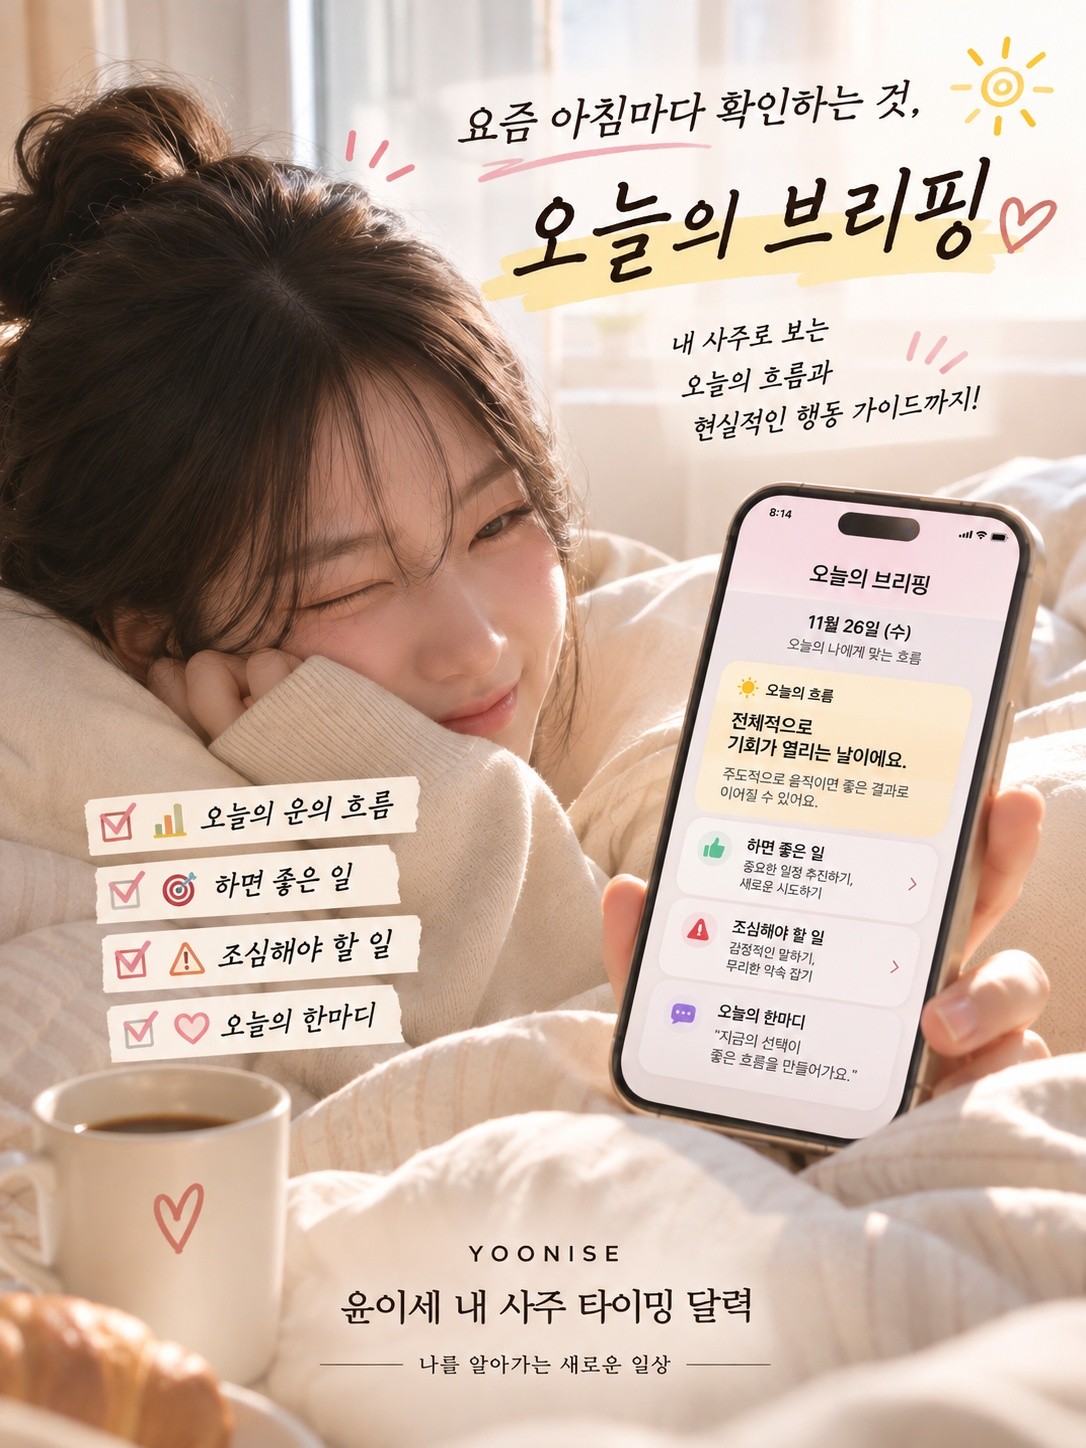 요즘 아침마다 확인하는 것,
오늘의 브리핑
내 사주로 보는
오늘의 흐름과
현실적인 행동 가이드까지!
8:14
오늘의 브리핑
11월 26일 (수)
오늘의 나에게 맞는 흐름
오늘의 흐름
전체적으로
기회가 열리는 날이에요.
주도적으로 움직이면 좋은 결과로
이어질 수 있어요.
하면 좋은 일
중요한 일정 추진하기,
새로운 시도하기
조심해야 할 일
감정적인 말하기,
무리한 약속 잡기
오늘의 한마디
"지금의 선택이
좋은 흐름을 만들어가요."
오늘의 운의 흐름
하면 좋은 일
조심해야 할 일
오늘의 한마디
YOONISE
윤이세 내 사주 타이밍 달력
나를 알아가는 새로운 일상